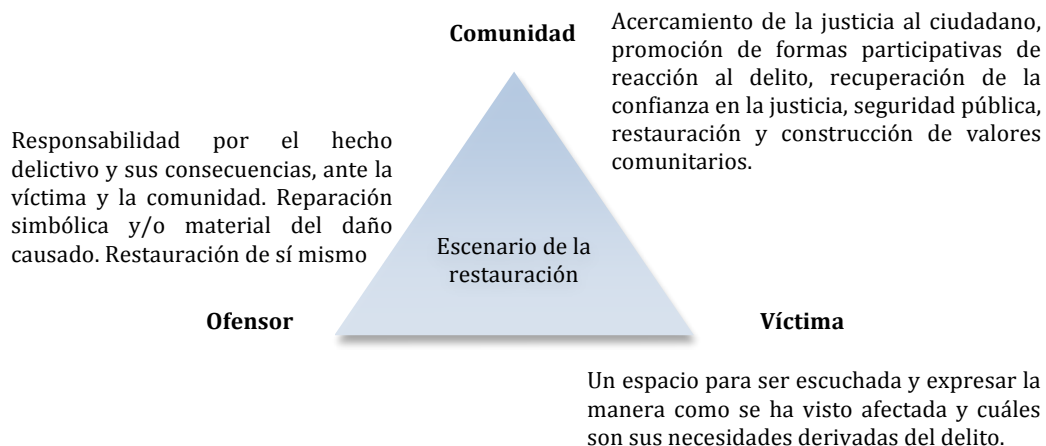 Comunidad
Acercamiento de la justicia al ciudadano,
promoción de formas participativas de
reacción al delito, recuperación de la
confianza en la justicia, seguridad pública,
restauración y construcción de valores
comunitarios.
Responsabilidad por el hecho
delictivo y sus consecuencias, ante la
víctima y la comunidad. Reparación
simbólica y/o material del daño
causado. Restauración de sí mismo
Escenario de la
restauración
Ofensor
Víctima
Un espacio para ser escuchada y expresar la
manera como se ha visto afectada y cuáles
son sus necesidades derivadas del delito.